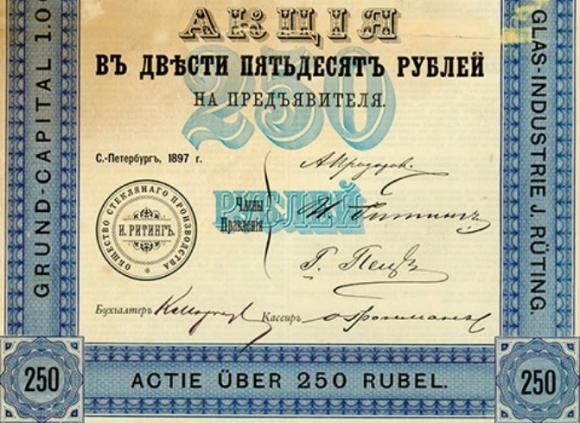 АКЦІЯ
ВЪ ДВѢСТИ ПЯТЬДЕСЯТЪ РУБЛЕЙ
НА ПРЕДЪЯВИТЕЛЯ.
250
РУБЛЕЙ
С.-Петербургъ, 1897 г.
Члены
Правленія
ОБЩЕСТВО СТЕКЛЯНАГО ПРОИЗВОДСТВА
И. РИТИНГЪ.
Бухгалтеръ
Кассиръ
GRUND-CAPITAL 1.0
GLAS-INDUSTRIE J. RÜTING.
250
ACTIE ÜBER 250 RUBEL.
250